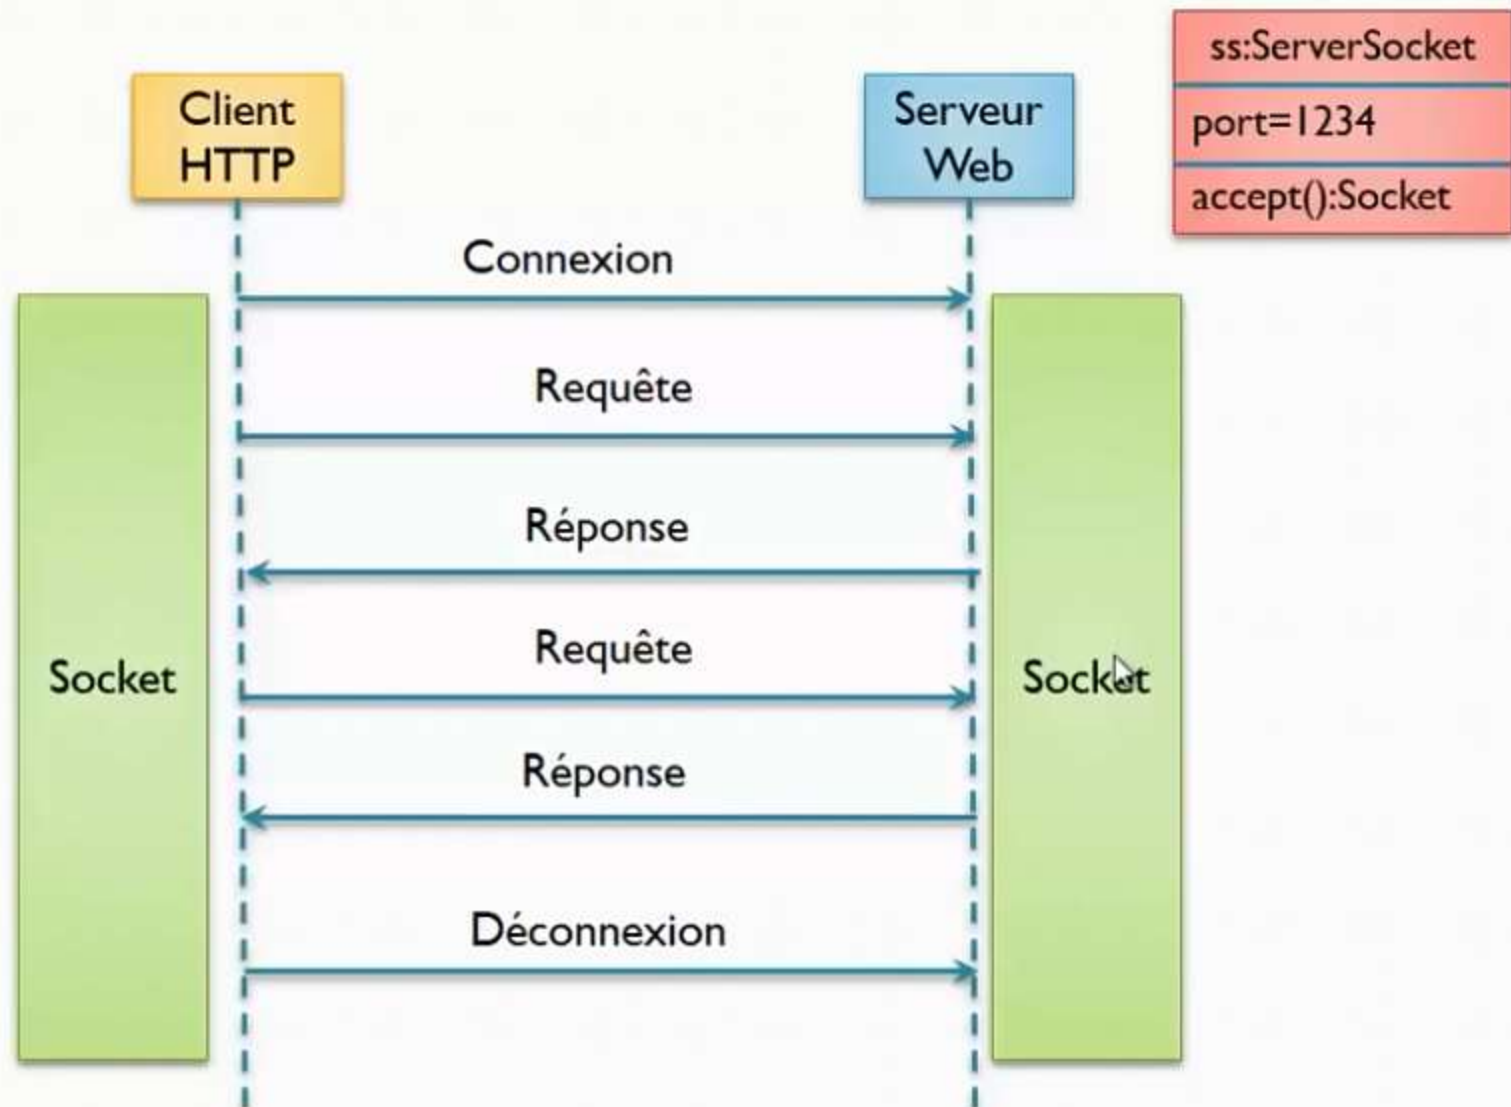 ss:ServerSocket
port=1234
accept():Socket
Client
HTTP
Serveur
Web
Connexion
Requête
Réponse
Requête
Socket
Socket
Réponse
Déconnexion